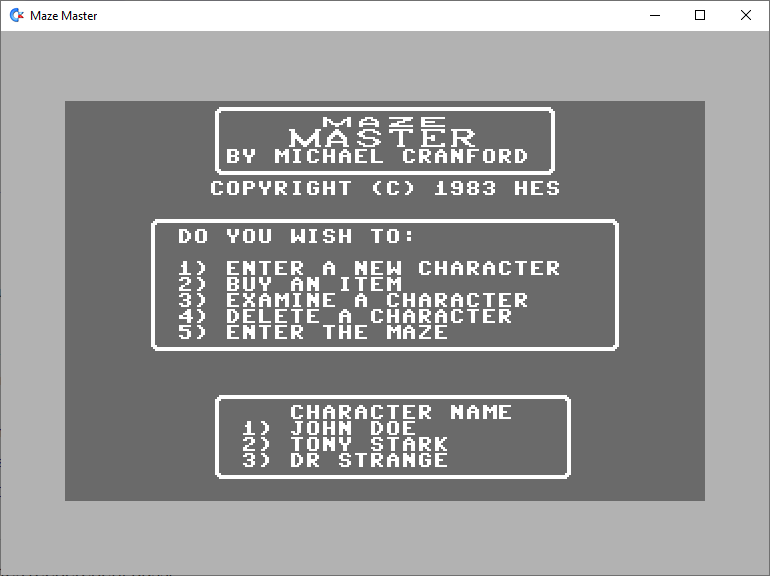 Maze Master
MAZE
MASTER
BY MICHAEL CRANFORD
COPYRIGHT (C) 1983 HES
DO YOU WISH TO:
1) ENTER A NEW CHARACTER
2) BUY AN ITEM
3) EXAMINE A CHARACTER
4) DELETE A CHARACTER
5) ENTER THE MAZE
CHARACTER NAME
1) JOHN DOE
2) TONY STARK
3) DR STRANGE